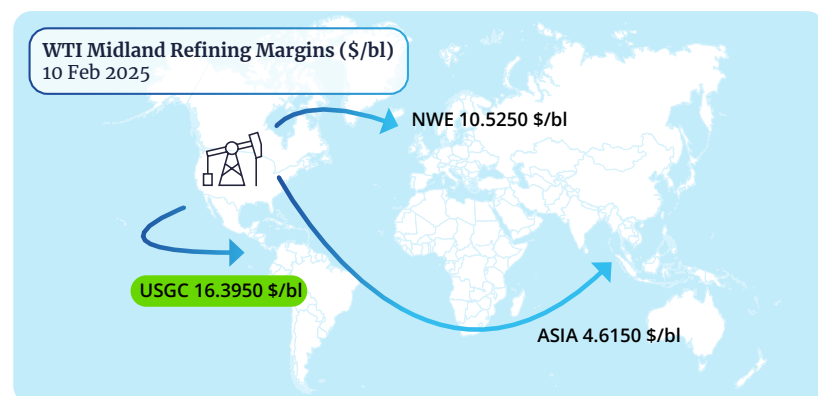 WTI Midland Refining Margins ($/bl)
10 Feb 2025
NWE 10.5250 $/bl
USGC 16.3950 $/bl
ASIA 4.6150 $/bl